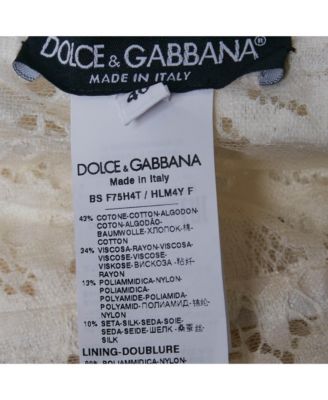 DOLCE & GABBANA®
MADE IN ITALY
40
DOLCE & GABBANA
Made in Italy
BS F75H4T / HLM4Y F
43% COTONE-COTTON-ALGODON-
COTON-ALGODÃO-
BAUMWOLLE-ХЛОПОК-棉-
COTTON
34% VISCOSA-RAYON-VISCOSA-
VISCOSE-VISCOSE-
VISKOSE-ВИСКОЗА-粘纤-
RAYON
13% POLIAMMIDICA-NYLON-
POLIAMIDICA-
POLYAMIDE-POLIAMIDA-
POLYAMID-ПОЛИАМИД-锦纶-
NYLON
10% SETA-SILK-SEDA-SOIE-
SEDA-SEIDE-ШЕЛК-桑蚕丝-
SILK
LINING-DOUBLURE